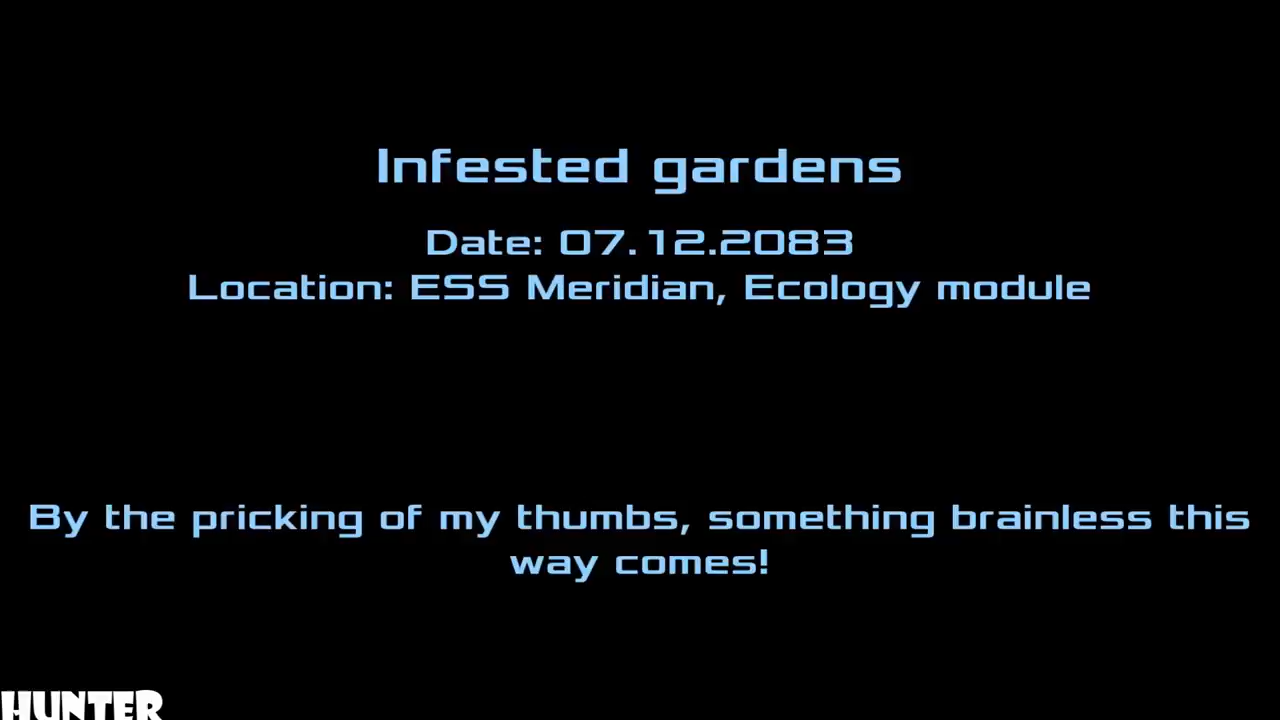 Infested gardens
Date: 07.12.2083
Location: ESS Meridian, Ecology module
By the pricking of my thumbs, something brainless this
way comes!
HUNTER